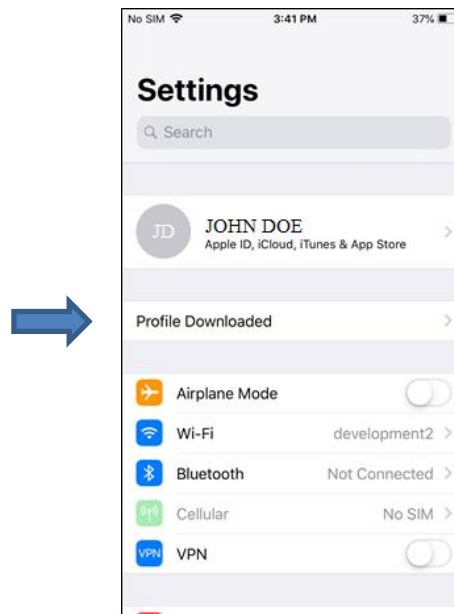 No SIM 3:41 PM 37%
Settings
Search
JD
JOHN DOE
Apple ID, iCloud, iTunes & App Store
Profile Downloaded
Airplane Mode
Wi-Fi development2
Bluetooth Not Connected
Cellular No SIM
VPN VPN